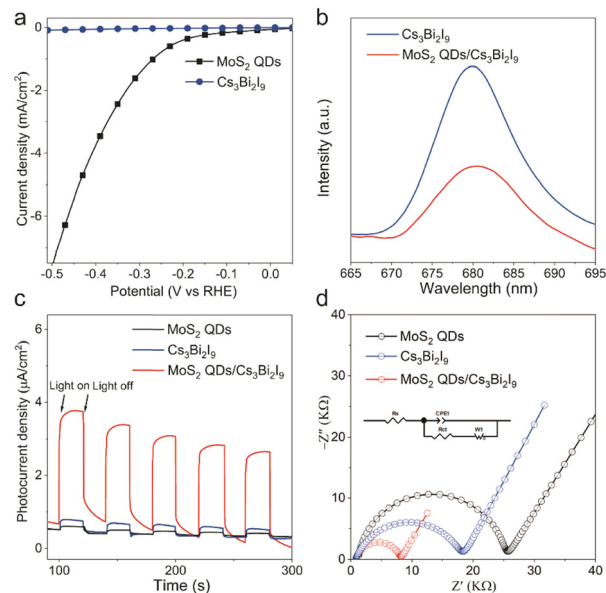 a
0
-2
-4
-6
-0.5 -0.4 -0.3 -0.2 -0.1 0.0
Current density (mA/cm²)
Potential (V vs RHE)
MoS₂ QDs
Cs₃Bi₂I₉
b
Cs₃Bi₂I₉
MoS₂ QDs/Cs₃Bi₂I₉
Intensity (a.u.)
665 670 675 680 685 690 695
Wavelength (nm)
c
6
4
2
0
MoS₂ QDs
Cs₃Bi₂I₉
MoS₂ QDs/Cs₃Bi₂I₉
Light on Light off
Photocurrent density (µA/cm²)
100 200 300
Time (s)
d
40
30
20
10
0
MoS₂ QDs
Cs₃Bi₂I₉
MoS₂ QDs/Cs₃Bi₂I₉
Rs CPE1
Rct W1
-Z″ (KΩ)
0 10 20 30 40
Z′ (KΩ)